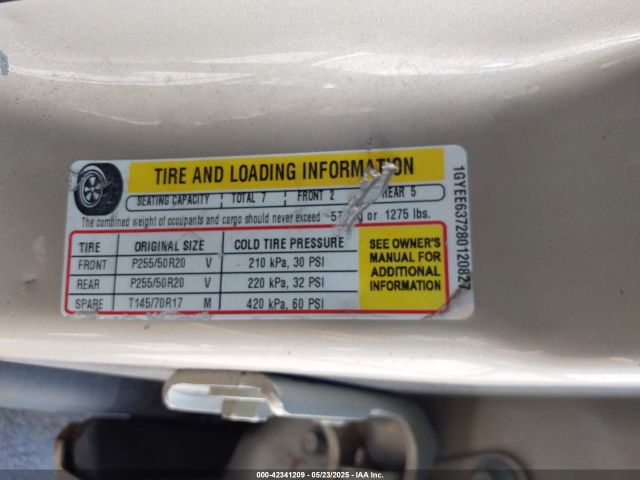 TIRE AND LOADING INFORMATION
SEATING CAPACITY TOTAL 7 FRONT 2 REAR 5
The combined weight of occupants and cargo should never exceed or 1275 lbs.
TIRE ORIGINAL SIZE COLD TIRE PRESSURE
FRONT P255/50R20 V 210 kPa, 30 PSI
REAR P255/50R20 V 220 kPa, 32 PSI
SPARE T145/70R17 M 420 kPa, 60 PSI
SEE OWNER'S
MANUAL FOR
ADDITIONAL
INFORMATION
1GYEE637280120827
000-42341209 - 05/23/2025 - IAA Inc.